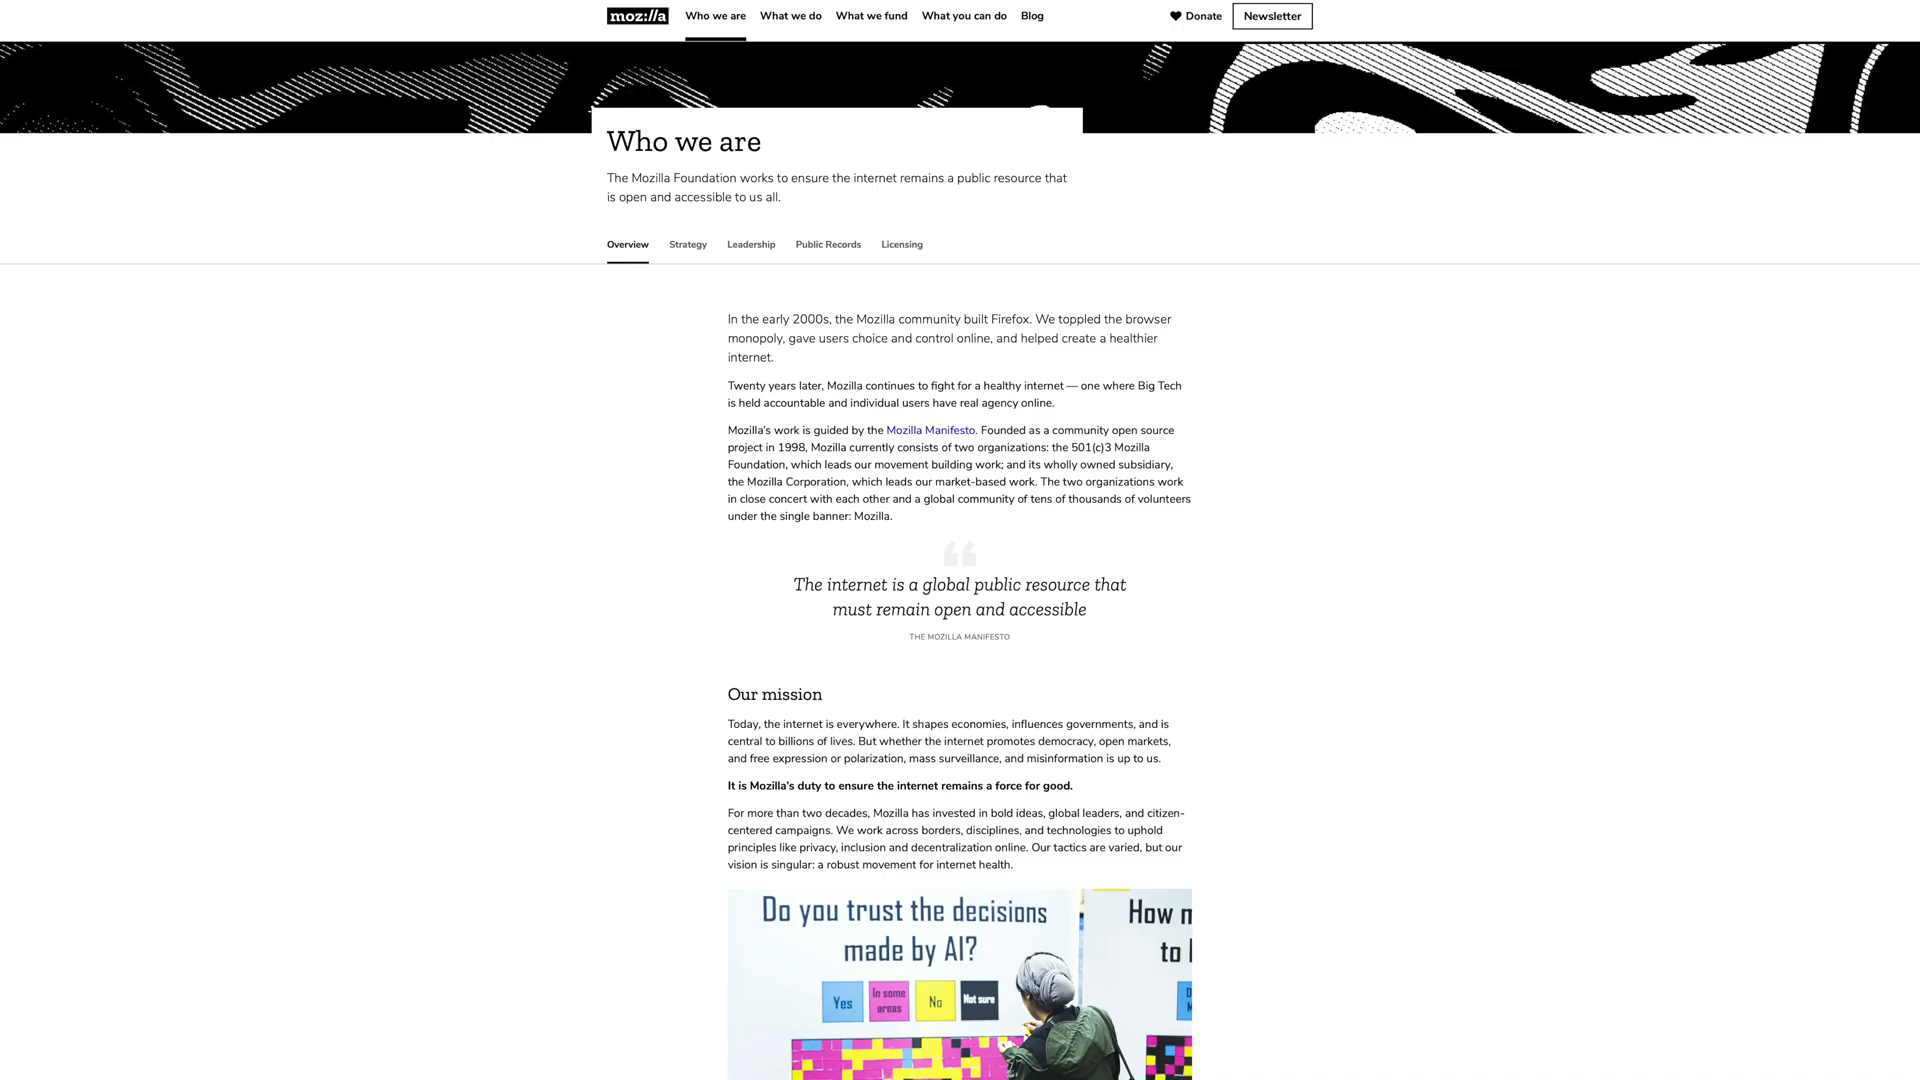 moz://a
Who we are
What we do
What we fund
What you can do
Blog
Donate
Newsletter
Who we are
The Mozilla Foundation works to ensure the internet remains a public resource that
is open and accessible to us all.
Overview
Strategy
Leadership
Public Records
Licensing
In the early 2000s, the Mozilla community built Firefox. We toppled the browser
monopoly, gave users choice and control online, and helped create a healthier
internet.
Twenty years later, Mozilla continues to fight for a healthy internet — one where Big Tech
is held accountable and individual users have real agency online.
Mozilla's work is guided by the Mozilla Manifesto. Founded as a community open source
project in 1998, Mozilla currently consists of two organizations: the 501(c)3 Mozilla
Foundation, which leads our movement building work; and its wholly owned subsidiary,
the Mozilla Corporation, which leads our market-based work. The two organizations work
in close concert with each other and a global community of tens of thousands of volunteers
under the single banner: Mozilla.
“
The internet is a global public resource that
must remain open and accessible
THE MOZILLA MANIFESTO
Our mission
Today, the internet is everywhere. It shapes economies, influences governments, and is
central to billions of lives. But whether the internet promotes democracy, open markets,
and free expression or polarization, mass surveillance, and misinformation is up to us.
It is Mozilla's duty to ensure the internet remains a force for good.
For more than two decades, Mozilla has invested in bold ideas, global leaders, and citizen-
centered campaigns. We work across borders, disciplines, and technologies to uphold
principles like privacy, inclusion and decentralization online. Our tactics are varied, but our
vision is singular: a robust movement for internet health.
Do you trust the decisions
made by AI?
Yes
In some
areas
No
Not sure
How
to